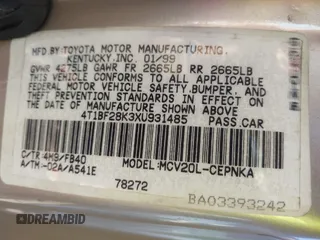 MFD.BY TOYOTA MOTOR MANUFACTURING,
KENTUCKY,INC. 01/99
GVWR 4275LB GAWR FR 2665LB RR 2665LB
THIS VEHICLE CONFORMS TO ALL APPLICABLE
FEDERAL MOTOR VEHICLE SAFETY,BUMPER, AND
THEFT PREVENTION STANDARDS IN EFFECT ON
THE DATE OF MANUFACTURE SHOWN ABOVE.
4T1BF28K3XU931485 PASS.CAR
C/TR 4M9/FB40 MODEL:MCV20L-CEPNKA
A/TM -02A/A541E
78272
BA03393242
DREAMBID